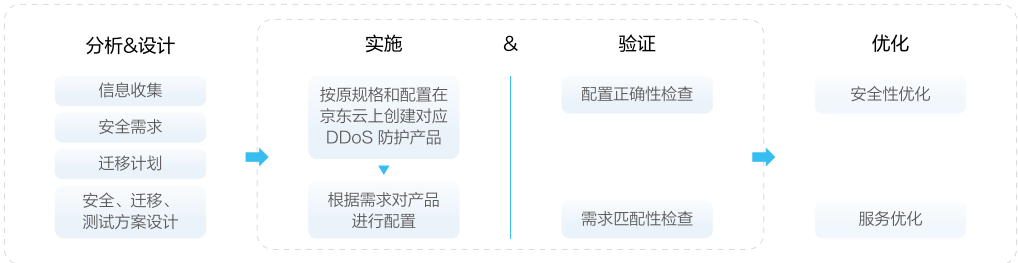 分析&设计
信息收集
安全需求
迁移计划
安全、迁移、
测试方案设计
实施
&
验证
按原规格和配置在
京东云上创建对应
DDoS 防护产品
根据需求对产品
进行配置
配置正确性检查
需求匹配性检查
优化
安全性优化
服务优化